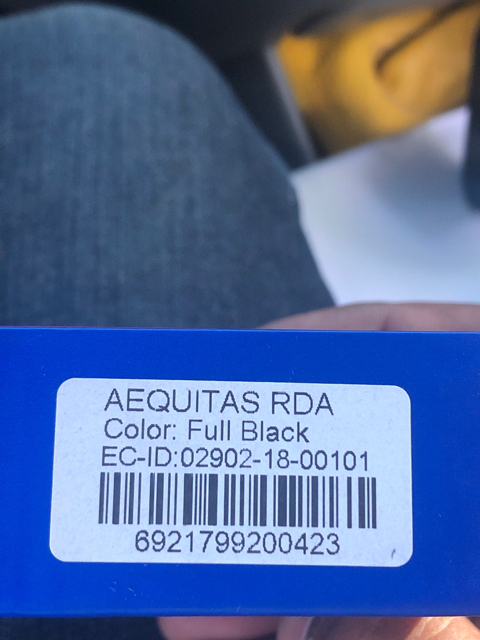 AEQUITAS RDA
Color: Full Black
EC-ID:02902-18-00101
6921799200423